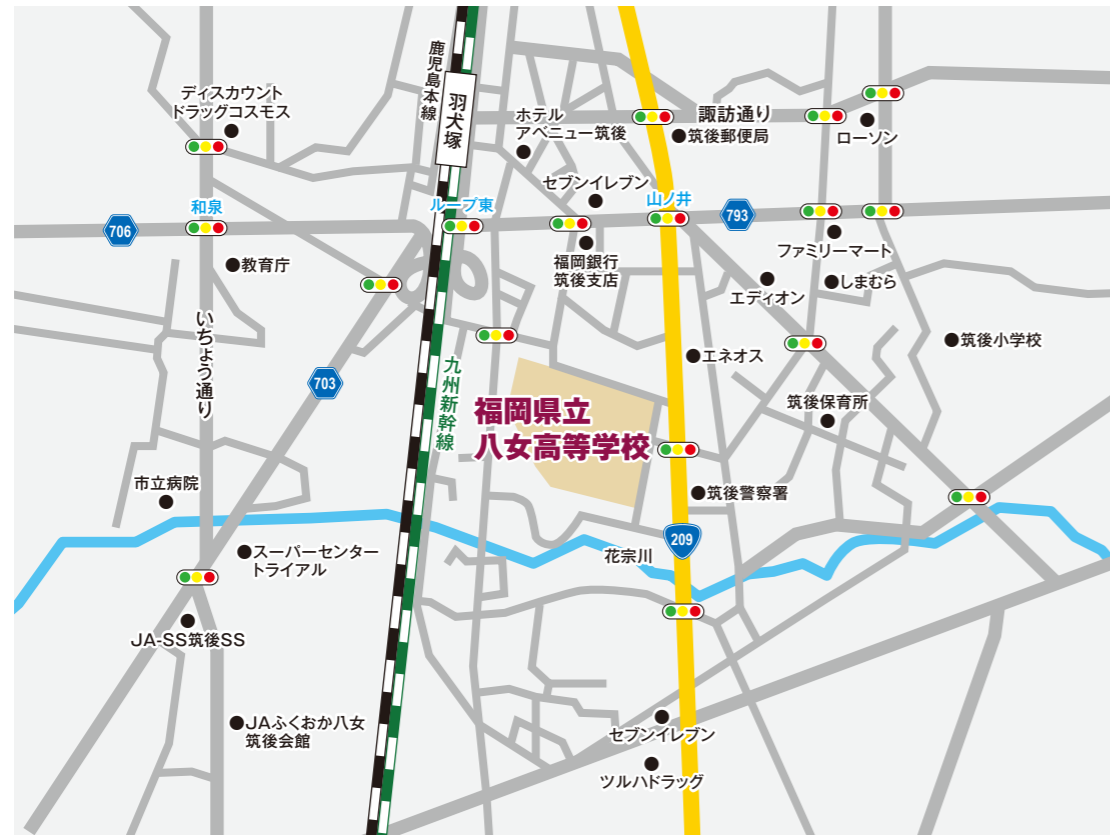 鹿児島本線
羽犬塚
ディスカウント
ドラッグコスモス
ホテル
アベニュー筑後
諏訪通り
筑後郵便局
ローソン
セブンイレブン
和泉
ループ東
山ノ井
706
793
福岡銀行
筑後支店
ファミリーマート
教育庁
エディオン
しまむら
いちょう通り
エネオス
筑後小学校
703
九州新幹線
福岡県立
八女高等学校
筑後保育所
市立病院
筑後警察署
209
スーパーセンター
トライアル
花宗川
JA-SS筑後SS
JAふくおか八女
筑後会館
セブンイレブン
ツルハドラッグ